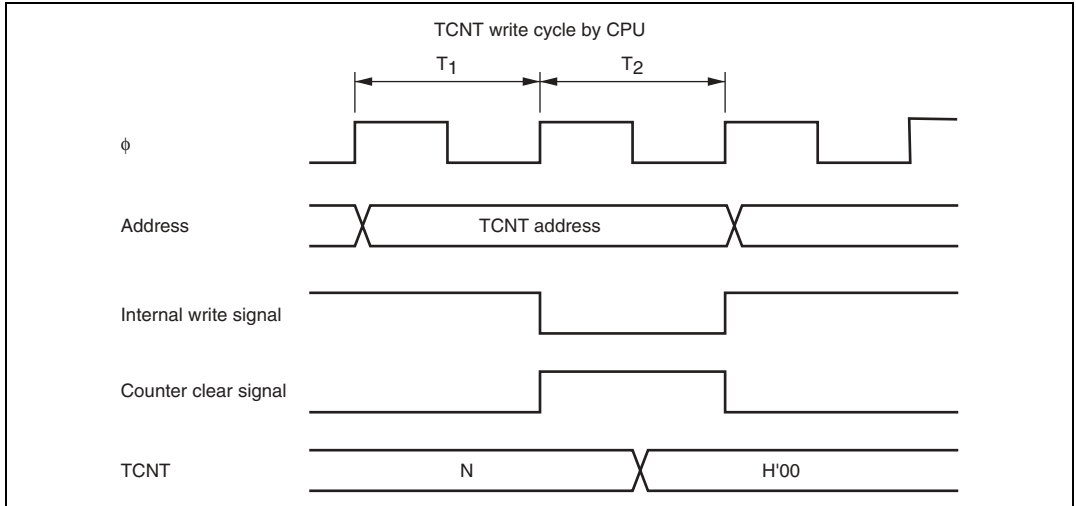 TCNT write cycle by CPU
T1 T2
φ
Address TCNT address
Internal write signal
Counter clear signal
TCNT N H'00